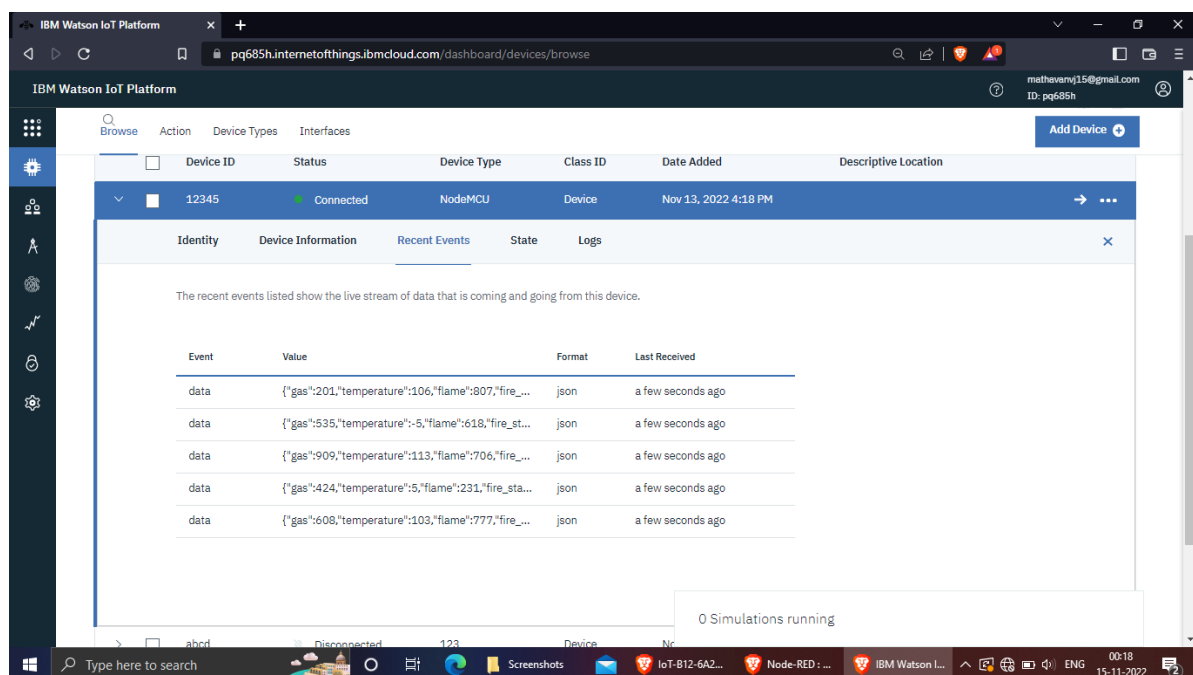 IBM Watson IoT Platform
pq685h.internetofthings.ibmcloud.com/dashboard/devices/browse
IBM Watson IoT Platform
mathavanvj15@gmail.com
ID: pq685h
Browse Action Device Types Interfaces Add Device
Device ID Status Device Type Class ID Date Added Descriptive Location
12345 Connected NodeMCU Device Nov 13, 2022 4:18 PM
Identity Device Information Recent Events State Logs
The recent events listed show the live stream of data that is coming and going from this device.
Event Value Format Last Received
data {"gas":201,"temperature":106,"flame":807,"fire_... json a few seconds ago
data {"gas":535,"temperature":-5,"flame":618,"fire_st... json a few seconds ago
data {"gas":909,"temperature":113,"flame":706,"fire_... json a few seconds ago
data {"gas":424,"temperature":5,"flame":231,"fire_sta... json a few seconds ago
data {"gas":608,"temperature":103,"flame":777,"fire_... json a few seconds ago
0 Simulations running
abcd Disconnected 123 Device
Type here to search Screenshots IoT-B12-6A2... Node-RED : ... IBM Watson I... ENG 00:18
15-11-2022